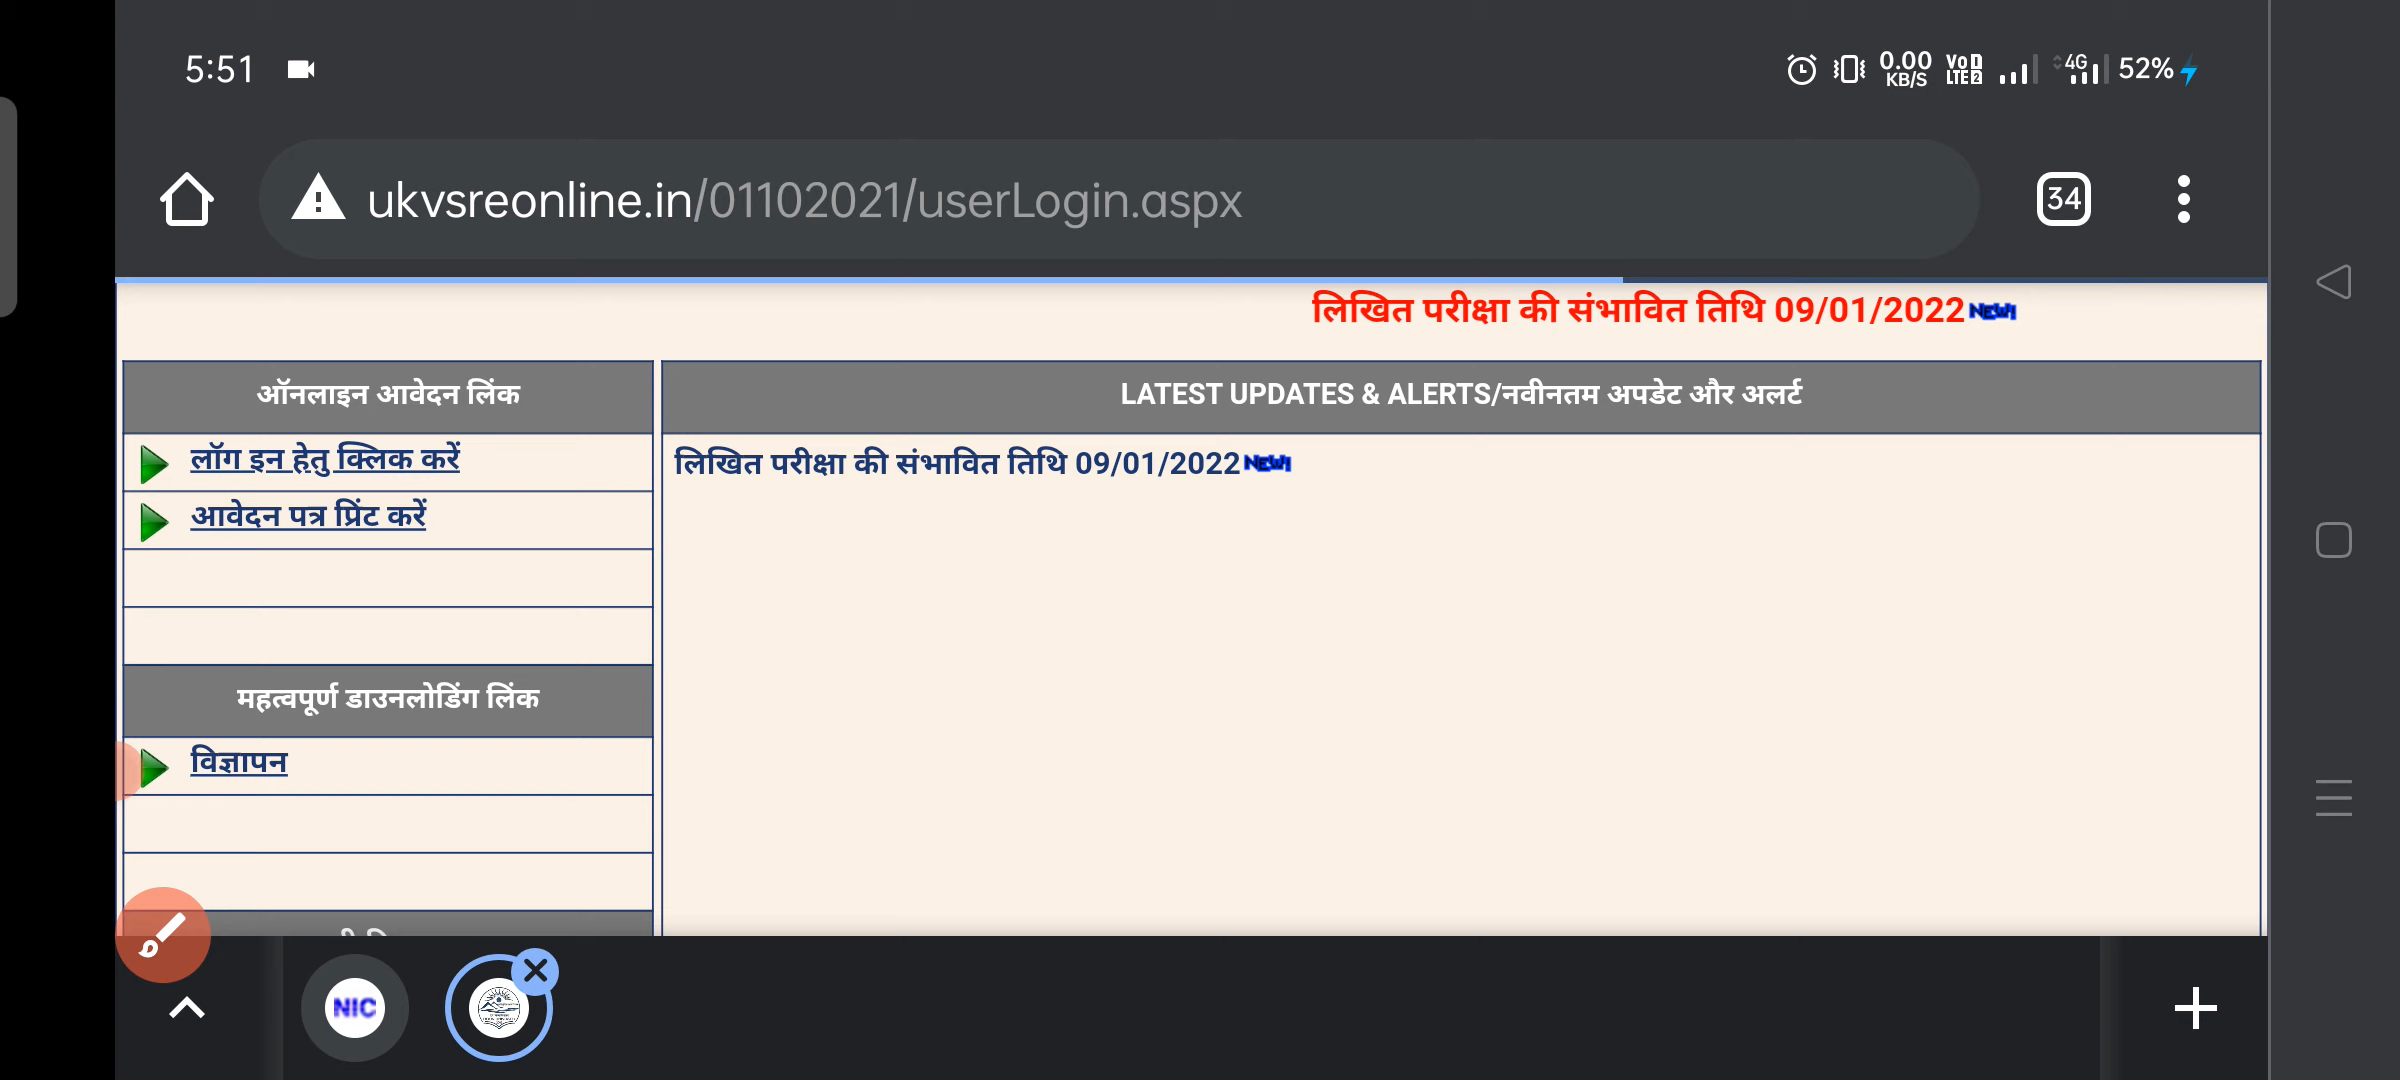 5:51
0.00 KB/S VoD LTE 2 4G 52%
ukvsreonline.in/01102021/userLogin.aspx
34
लिखित परीक्षा की संभावित तिथि 09/01/2022 NEW!
ऑनलाइन आवेदन लिंक
LATEST UPDATES & ALERTS/नवीनतम अपडेट और अलर्ट
लॉग इन हेतु क्लिक करें
लिखित परीक्षा की संभावित तिथि 09/01/2022 NEW!
आवेदन पत्र प्रिंट करें
महत्वपूर्ण डाउनलोडिंग लिंक
विज्ञापन
NIC